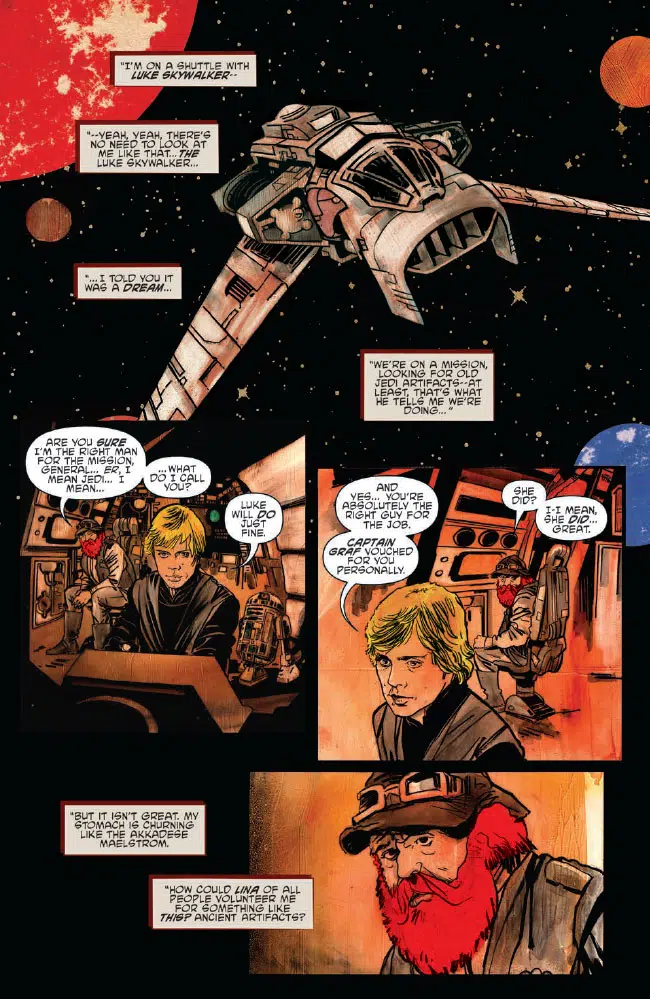 "I'M ON A SHUTTLE WITH
LUKE SKYWALKER--
"--YEAH, YEAH, THERE'S
NO NEED TO LOOK AT
ME LIKE THAT...THE
LUKE SKYWALKER...
"...I TOLD YOU IT
WAS A DREAM...
"WE'RE ON A MISSION,
LOOKING FOR OLD
JEDI ARTIFACTS--AT
LEAST, THAT'S WHAT
HE TELLS ME WE'RE
DOING..."
ARE YOU SURE
I'M THE RIGHT MAN
FOR THE MISSION,
GENERAL... ER, I
MEAN JEDI... I
MEAN...
...WHAT
DO I CALL
YOU?
LUKE
WILL DO
JUST
FINE.
AND
YES... YOU'RE
ABSOLUTELY THE
RIGHT GUY FOR
THE JOB.
CAPTAIN
GRAF VOUCHED
FOR YOU
PERSONALLY.
SHE
DID?
I-I MEAN,
SHE DID...
GREAT.
"BUT IT ISN'T GREAT. MY
STOMACH IS CHURNING
LIKE THE AKKADESE
MAELSTROM.
"HOW COULD LINA OF ALL
PEOPLE VOLUNTEER ME
FOR SOMETHING LIKE
THISP ANCIENT ARTIFACTS?